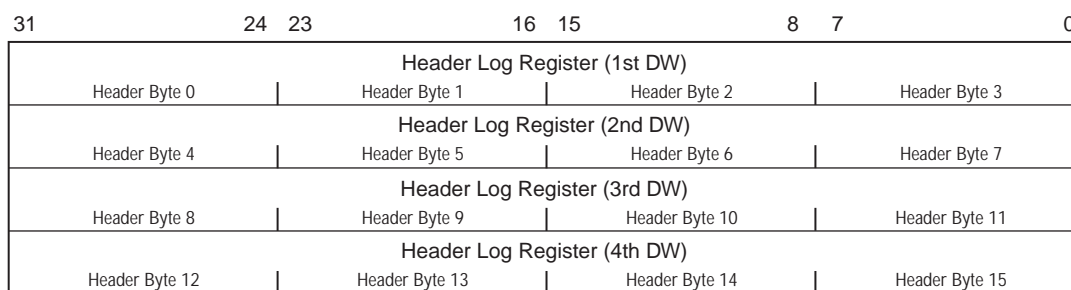 31 24 23 16 15 8 7 0
Header Log Register (1st DW)
Header Byte 0 Header Byte 1 Header Byte 2 Header Byte 3
Header Log Register (2nd DW)
Header Byte 4 Header Byte 5 Header Byte 6 Header Byte 7
Header Log Register (3rd DW)
Header Byte 8 Header Byte 9 Header Byte 10 Header Byte 11
Header Log Register (4th DW)
Header Byte 12 Header Byte 13 Header Byte 14 Header Byte 15